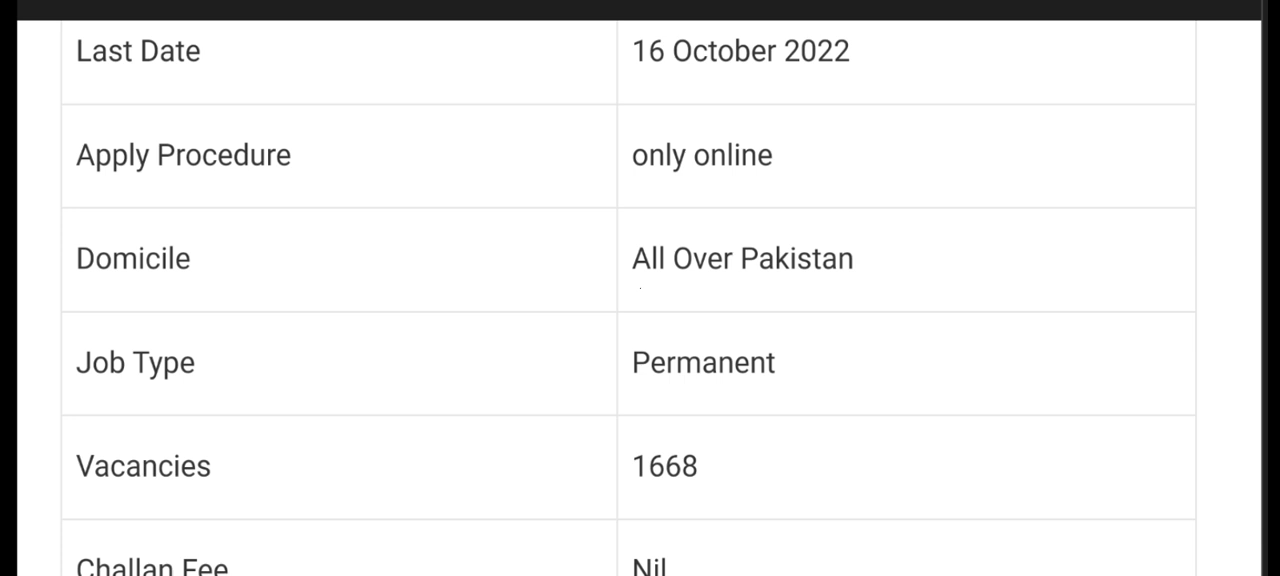 Last Date 16 October 2022
Apply Procedure only online
Domicile All Over Pakistan
Job Type Permanent
Vacancies 1668
Challan Fee Nil